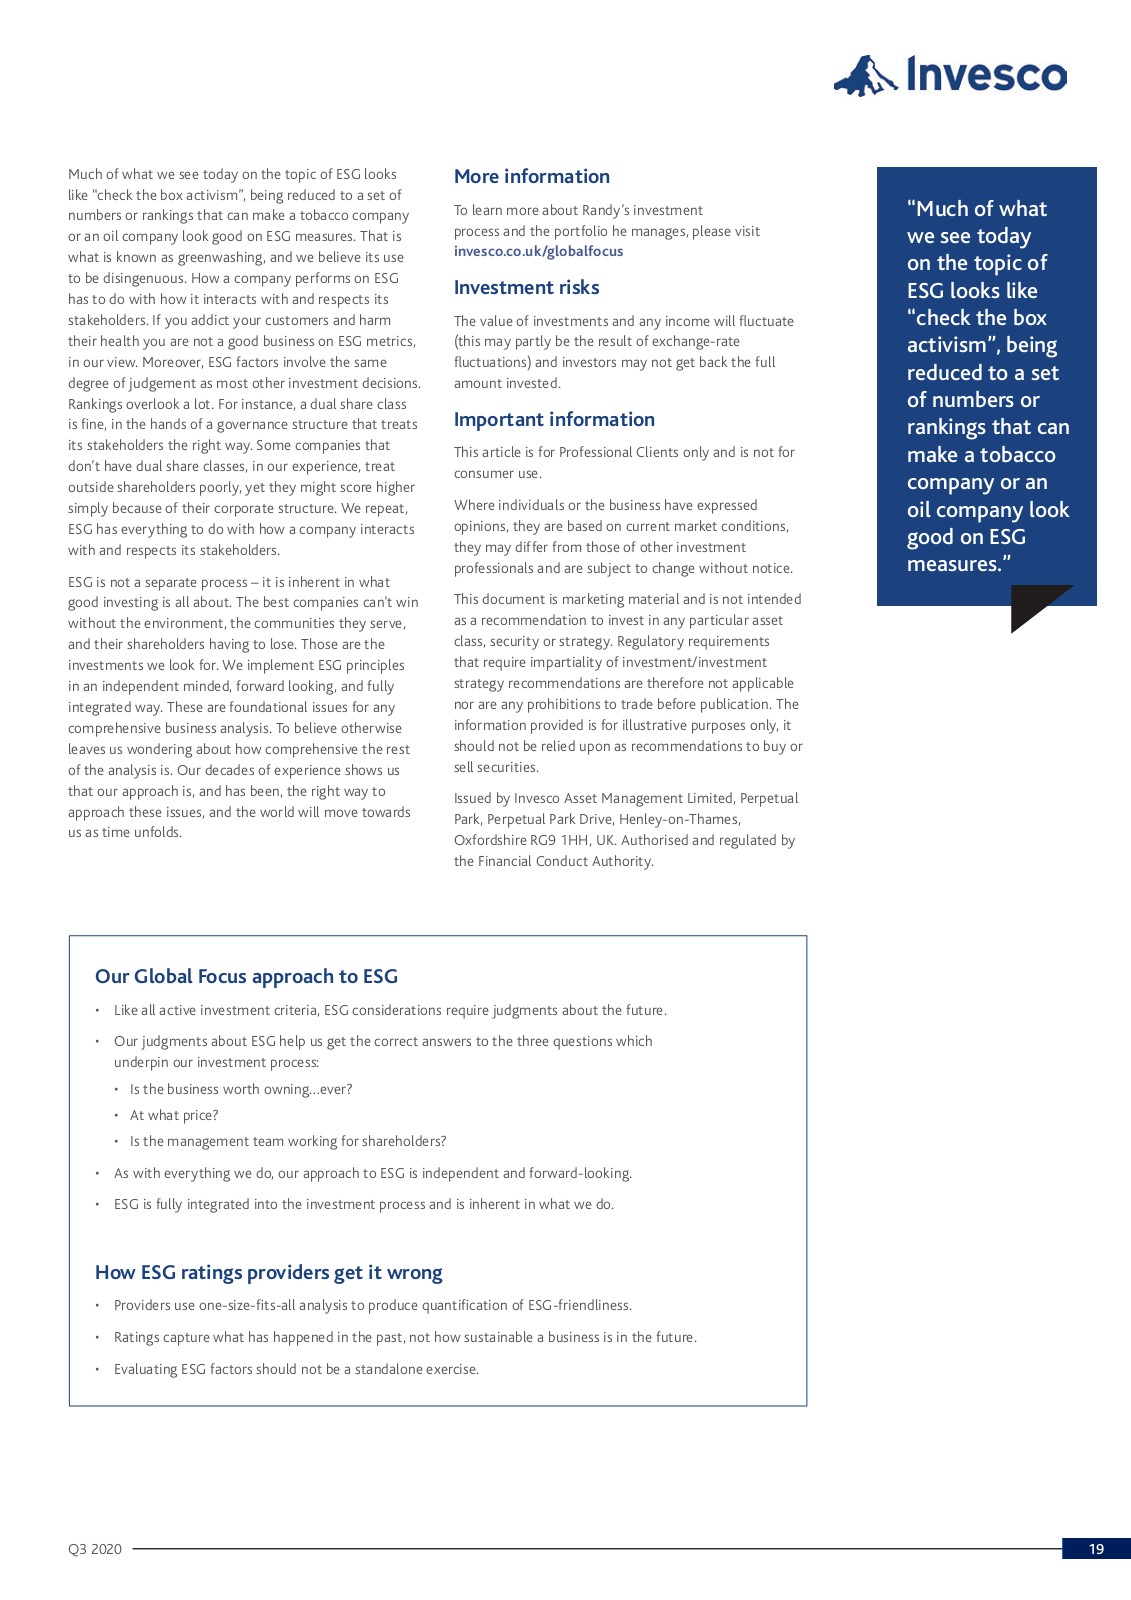 Invesco
Much of what we see today on the topic of ESG looks
like “check the box activism”, being reduced to a set of
numbers or rankings that can make a tobacco company
or an oil company look good on ESG measures. That is
what is known as greenwashing, and we believe its use
to be disingenuous. How a company performs on ESG
has to do with how it interacts with and respects its
stakeholders. If you addict your customers and harm
their health you are not a good business on ESG metrics,
in our view. Moreover, ESG factors involve the same
degree of judgement as most other investment decisions.
Rankings overlook a lot. For instance, a dual share class
is fine, in the hands of a governance structure that treats
its stakeholders the right way. Some companies that
don’t have dual share classes, in our experience, treat
outside shareholders poorly, yet they might score higher
simply because of their corporate structure. We repeat,
ESG has everything to do with how a company interacts
with and respects its stakeholders.
ESG is not a separate process – it is inherent in what
good investing is all about. The best companies can’t win
without the environment, the communities they serve,
and their shareholders having to lose. Those are the
investments we look for. We implement ESG principles
in an independent minded, forward looking, and fully
integrated way. These are foundational issues for any
comprehensive business analysis. To believe otherwise
leaves us wondering about how comprehensive the rest
of the analysis is. Our decades of experience shows us
that our approach is, and has been, the right way to
approach these issues, and the world will move towards
us as time unfolds.
More information
To learn more about Randy’s investment
process and the portfolio he manages, please visit
invesco.co.uk/globalfocus
Investment risks
The value of investments and any income will fluctuate
(this may partly be the result of exchange-rate
fluctuations) and investors may not get back the full
amount invested.
Important information
This article is for Professional Clients only and is not for
consumer use.
Where individuals or the business have expressed
opinions, they are based on current market conditions,
they may differ from those of other investment
professionals and are subject to change without notice.
This document is marketing material and is not intended
as a recommendation to invest in any particular asset
class, security or strategy. Regulatory requirements
that require impartiality of investment/investment
strategy recommendations are therefore not applicable
nor are any prohibitions to trade before publication. The
information provided is for illustrative purposes only, it
should not be relied upon as recommendations to buy or
sell securities.
Issued by Invesco Asset Management Limited, Perpetual
Park, Perpetual Park Drive, Henley-on-Thames,
Oxfordshire RG9 1HH, UK. Authorised and regulated by
the Financial Conduct Authority.
“Much of what
we see today
on the topic of
ESG looks like
“check the box
activism”, being
reduced to a set
of numbers or
rankings that can
make a tobacco
company or an
oil company look
good on ESG
measures.”
Our Global Focus approach to ESG
• Like all active investment criteria, ESG considerations require judgments about the future.
• Our judgments about ESG help us get the correct answers to the three questions which
underpin our investment process:
• Is the business worth owning...ever?
• At what price?
• Is the management team working for shareholders?
• As with everything we do, our approach to ESG is independent and forward-looking.
• ESG is fully integrated into the investment process and is inherent in what we do.
How ESG ratings providers get it wrong
• Providers use one-size-fits-all analysis to produce quantification of ESG-friendliness.
• Ratings capture what has happened in the past, not how sustainable a business is in the future.
• Evaluating ESG factors should not be a standalone exercise.
Q3 2020
19